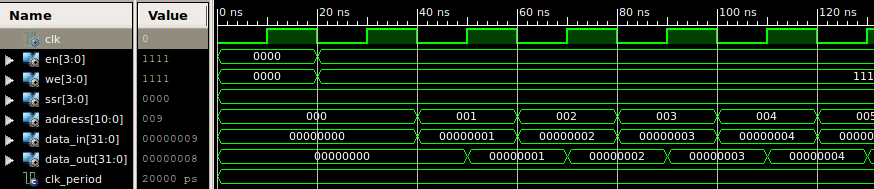 Name Value 0 ns 20 ns 40 ns 60 ns 80 ns 100 ns 120 ns
clk 0
en[3:0] 1111 0000
we[3:0] 1111 0000 111
ssr[3:0] 0000
address[10:0] 009 000 001 002 003 004 005
data_in[31:0] 00000009 00000000 00000001 00000002 00000003 00000004 00000
data_out[31:0] 00000008 00000000 00000001 00000002 00000003 00000004
clk_period 20000 ps